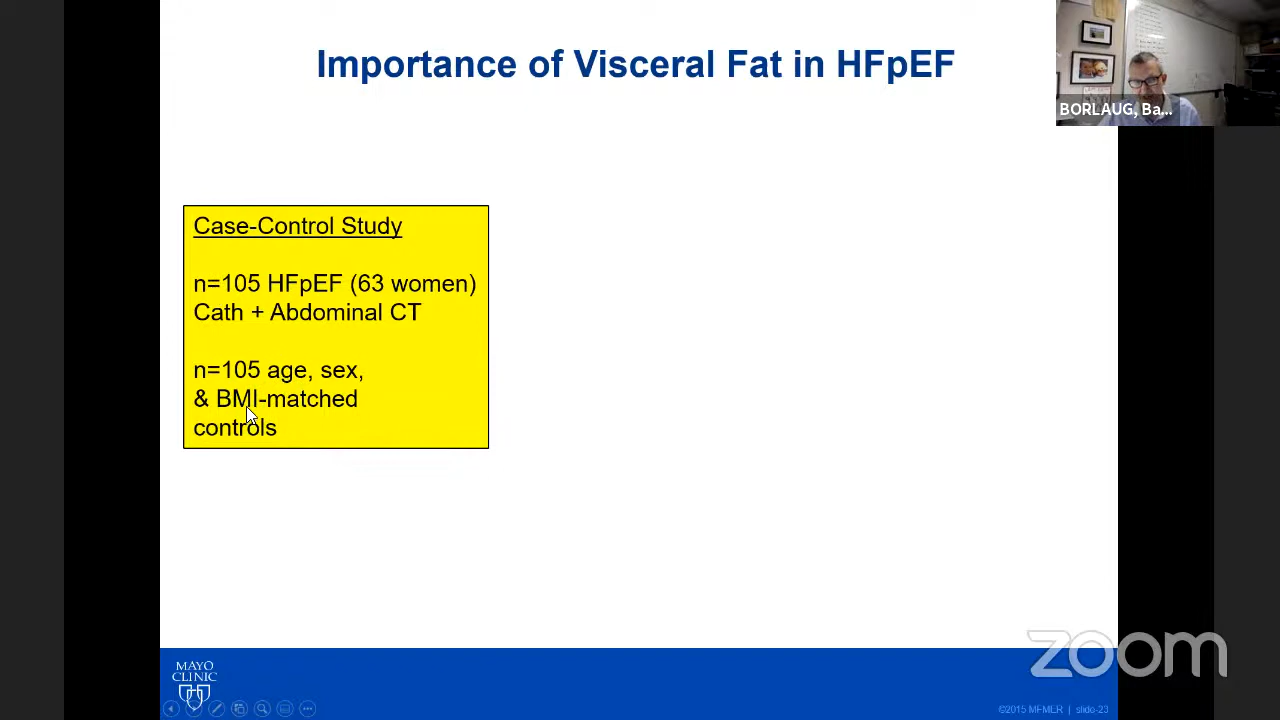 Importance of Visceral Fat in HFpEF
BORLAUG, Ba...
Case-Control Study
n=105 HFpEF (63 women)
Cath + Abdominal CT
n=105 age, sex,
& BMI-matched
controls
zoom
MAYO
CLINIC
©2015 MFMER | slide-23